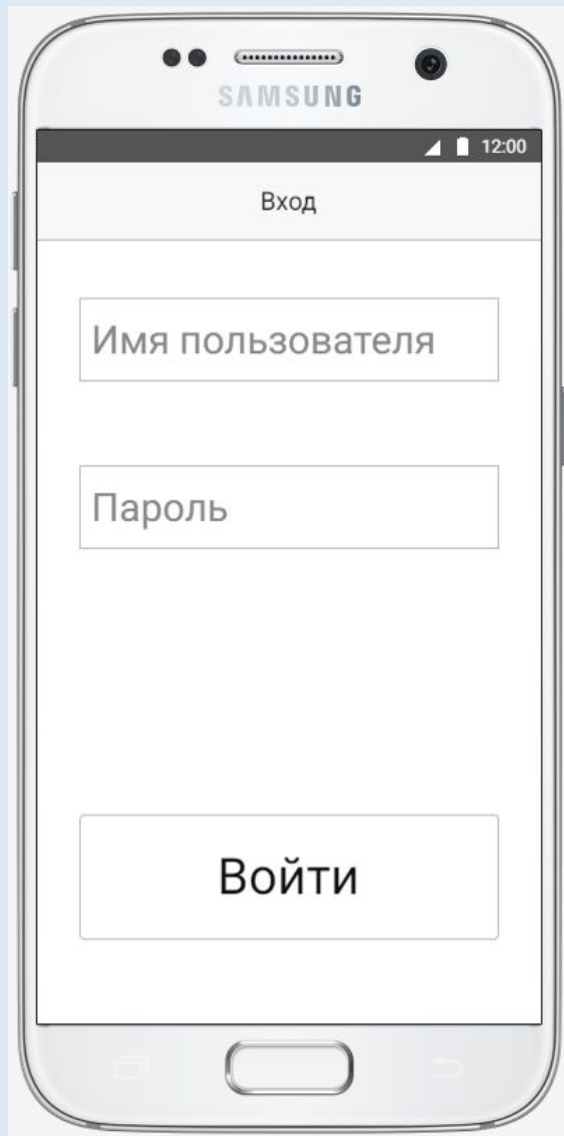 SAMSUNG
12:00
Вход
Имя пользователя
Пароль
Войти